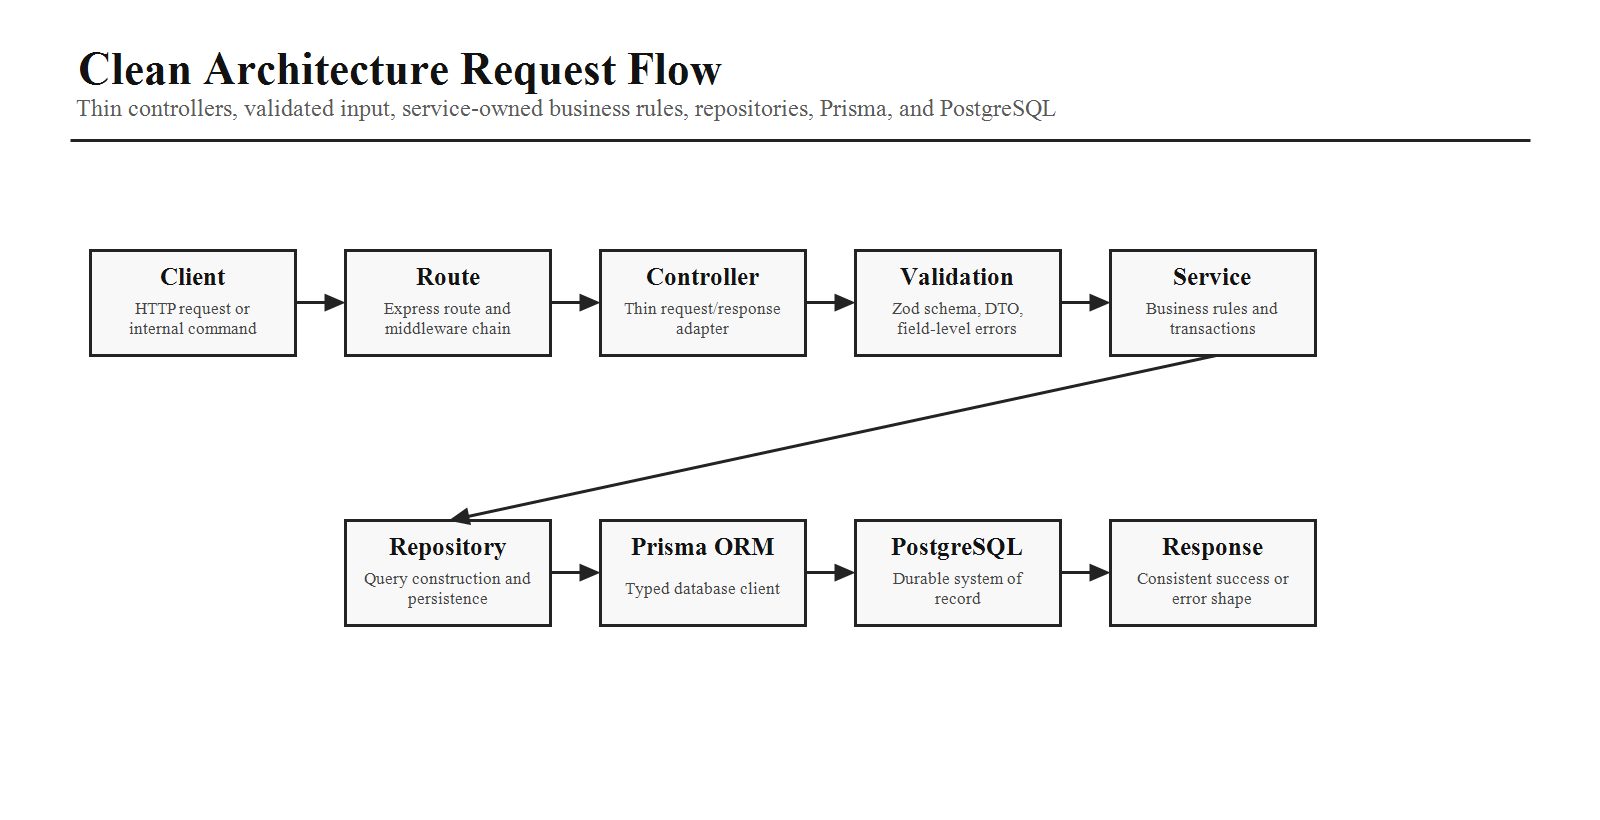 Clean Architecture Request Flow
Thin controllers, validated input, service-owned business rules, repositories, Prisma, and PostgreSQL
Client
HTTP request or
internal command
Route
Express route and
middleware chain
Controller
Thin request/response
adapter
Validation
Zod schema, DTO,
field-level errors
Service
Business rules and
transactions
Repository
Query construction and
persistence
Prisma ORM
Typed database client
PostgreSQL
Durable system of
record
Response
Consistent success or
error shape